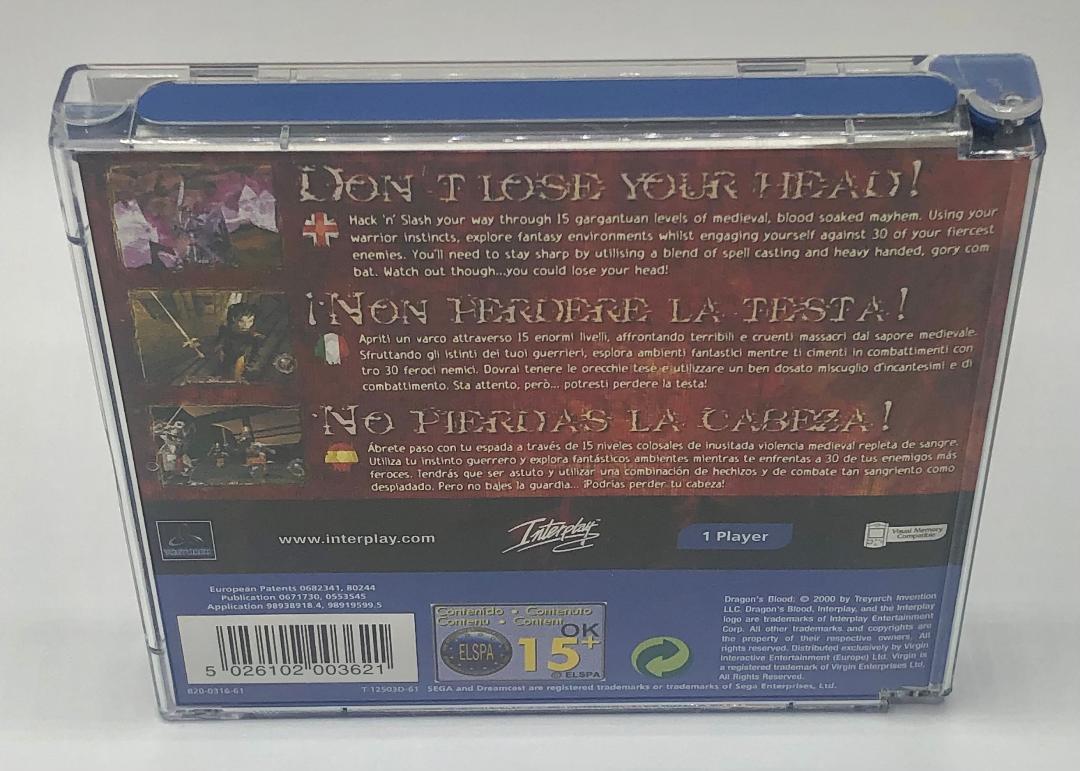 DON'T LOSE YOUR HEAD!
Hack 'n' Slash your way through 15 gargantuan levels of medieval, blood soaked mayhem. Using your
warrior instincts, explore fantasy environments whilst engaging yourself against 30 of your fiercest
enemies. You'll need to stay sharp by utilising a blend of spell casting and heavy handed, gory com
bat. Watch out though...you could lose your head!
¡NON PERDERE LA TESTA!
Apriti un varco attraverso 15 enormi livelli, affrontando terribili e cruenti massacri dal sapore medievale.
Sfruttando gli istinti dei tuoi guerrieri, esplora ambienti fantastici mentre ti cimenti in combattimenti con
tro 30 feroci nemici. Dovrai tenere le orecchie tese e utilizzare un ben dosato miscuglio d'incantesimi e di
combattimento. Sta attento, però... potresti perdere la testa!
NO PIERDAS LA CABEZA!
Ábrete paso con tu espada a través de 15 niveles colosales de inusitada violencia medieval repleta de sangre.
Utiliza tu instinto guerrero y explora fantásticos ambientes mientras te enfrentas a 30 de tus enemigos más
feroces. Tendrás que ser astuto y utilizar una combinación de hechizos y de combate tan sangriento como
despiadado. Pero no bajes la guardia... ¡Podrías perder tu cabeza!
TREYARCH
www.interplay.com
Interplay™
1 Player
Visual Memory
Compatible
European Patents 0682341, 80244
Publication 0671730, 0553545
Application 98938918.4, 98919599.5
5 026102 003621
820-0316-61
T-12503D-61
Contenido • Contenuto
Contenu • Content
ELSPA
OK
15+
© ELSPA
Dragon's Blood: © 2000 by Treyarch Invention
LLC. Dragon's Blood, Interplay, and the Interplay
logo are trademarks of Interplay Entertainment
Corp. All other trademarks and copyrights are
the property of their respective owners. All
rights reserved. Distributed exclusively by Virgin
Interactive Entertainment (Europe) Ltd. Virgin is
a registered trademark of Virgin Enterprises Ltd.
All Rights Reserved.
SEGA and Dreamcast are registered trademarks or trademarks of Sega Enterprises, Ltd.